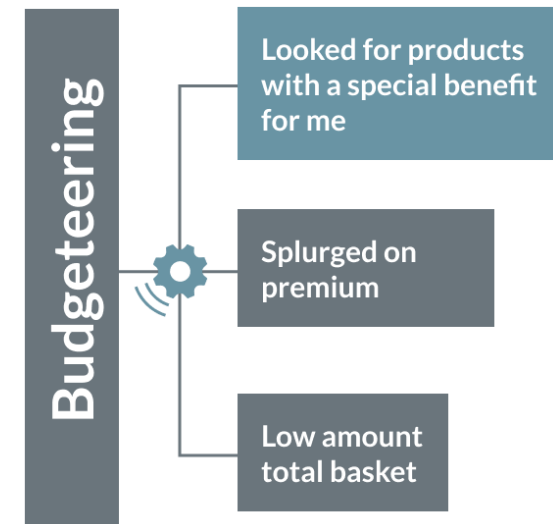 Budgeteering
Looked for products
with a special benefit
for me
Splurged on
premium
Low amount
total basket